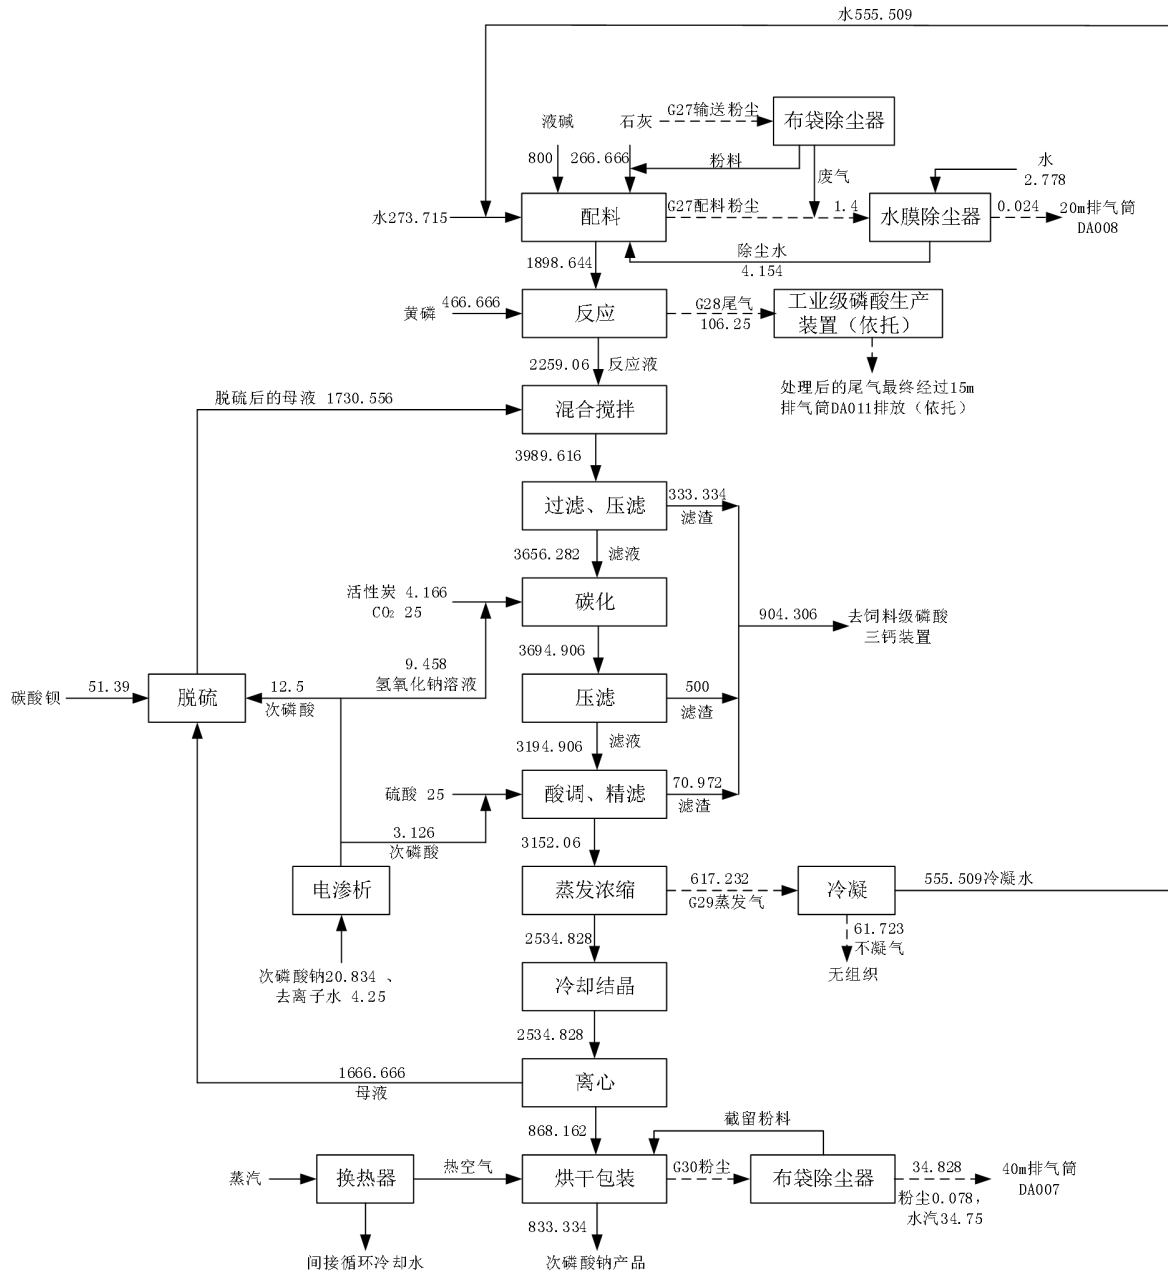 水555.509
G27输送粉尘
布袋除尘器
液碱
石灰
800
266.666
粉料
废气
水
2.778
水273.715
配料
G27配料粉尘
1.4
水膜除尘器
0.024
20m排气筒
DA008
除尘水
4.154
1898.644
黄磷
466.666
反应
G28尾气
106.25
工业级磷酸生产
装置（依托）
2259.06
反应液
处理后的尾气最终经过15m
排气筒DA011排放（依托）
脱硫后的母液 1730.556
混合搅拌
3989.616
过滤、压滤
333.334
滤渣
3656.282
滤液
活性炭 4.166
CO₂ 25
碳化
904.306
去饲料级磷酸
三钙装置
3694.906
9.458
氢氧化钠溶液
碳酸钡
51.39
脱硫
12.5
次磷酸
压滤
500
滤渣
3194.906
滤液
硫酸 25
酸调、精滤
70.972
滤渣
3.126
次磷酸
3152.06
电渗析
蒸发浓缩
617.232
G29蒸发气
冷凝
555.509冷凝水
61.723
不凝气
无组织
2534.828
次磷酸钠20.834 、
去离子水 4.25
冷却结晶
2534.828
1666.666
母液
离心
868.162
截留粉料
蒸汽
换热器
热空气
烘干包装
G30粉尘
布袋除尘器
34.828
粉尘0.078，
水汽34.75
40m排气筒
DA007
833.334
间接循环冷却水
次磷酸钠产品